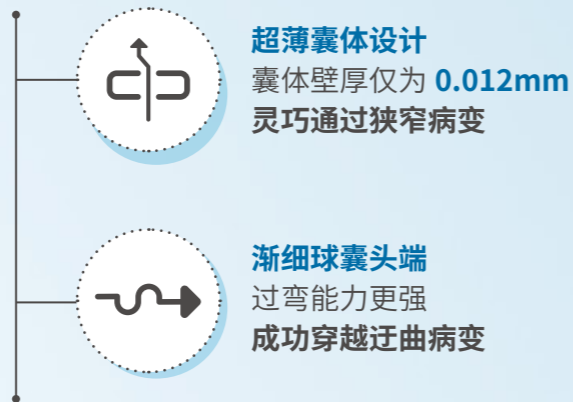 超薄囊体设计
囊体壁厚仅为 0.012mm
灵巧通过狭窄病变
渐细球囊头端
过弯能力更强
成功穿越迂曲病变